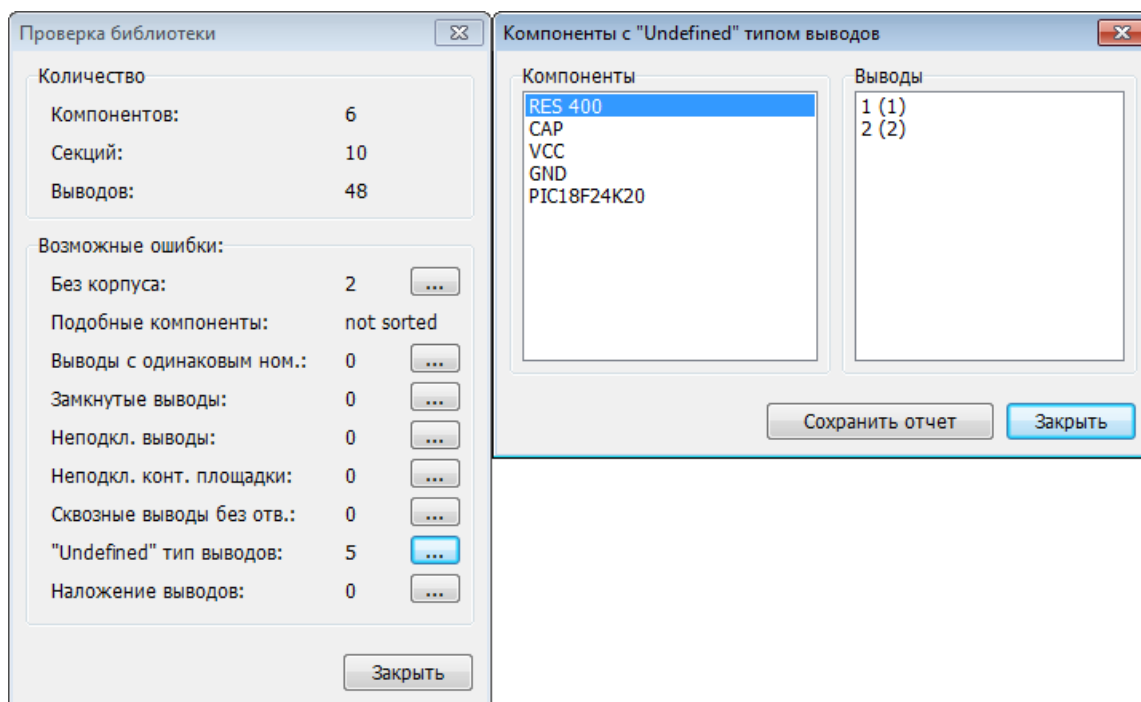 Проверка библиотеки
Количество
Компонентов: 6
Секций: 10
Выводов: 48
Возможные ошибки:
Без корпуса: 2 ...
Подобные компоненты: not sorted
Выводы с одинаковым ном.: 0 ...
Замкнутые выводы: 0 ...
Неподкл. выводы: 0 ...
Неподкл. конт. площадки: 0 ...
Сквозные выводы без отв.: 0 ...
"Undefined" тип выводов: 5 ...
Наложение выводов: 0 ...
Закрыть
Компоненты с "Undefined" типом выводов
Компоненты
RES 400
CAP
VCC
GND
PIC18F24K20
Выводы
1 (1)
2 (2)
Сохранить отчет
Закрыть